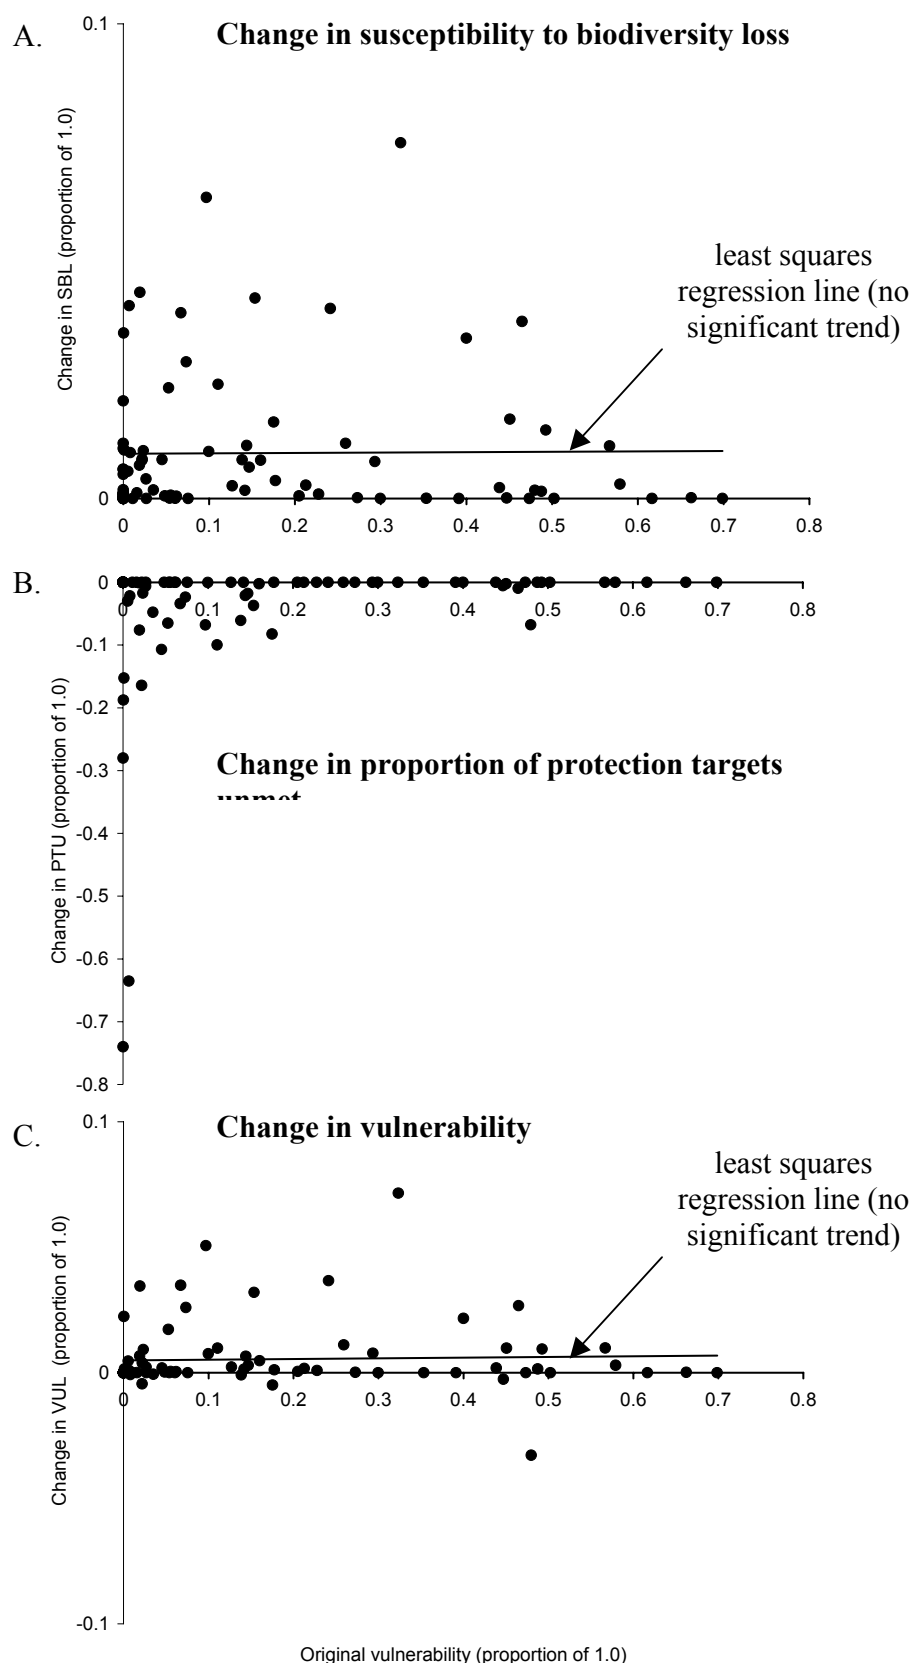 A.
Change in susceptibility to biodiversity loss
0.1
Change in SBL (proportion of 1.0)
least squares
regression line (no
significant trend)
0
0 0.1 0.2 0.3 0.4 0.5 0.6 0.7 0.8
B.
0
0 0.1 0.2 0.3 0.4 0.5 0.6 0.7 0.8
-0.1
-0.2
-0.3
-0.4
-0.5
-0.6
-0.7
-0.8
Change in PTU (proportion of 1.0)
Change in proportion of protection targets
unmet
C.
Change in vulnerability
0.1
Change in VUL (proportion of 1.0)
least squares
regression line (no
significant trend)
0
0 0.1 0.2 0.3 0.4 0.5 0.6 0.7 0.8
-0.1
Original vulnerability (proportion of 1.0)